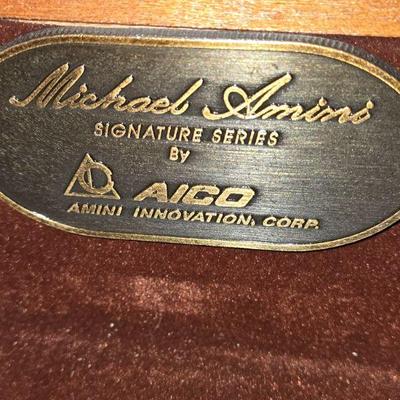 Michael Amini
SIGNATURE SERIES
BY
AICO
AMINI INNOVATION, CORP.